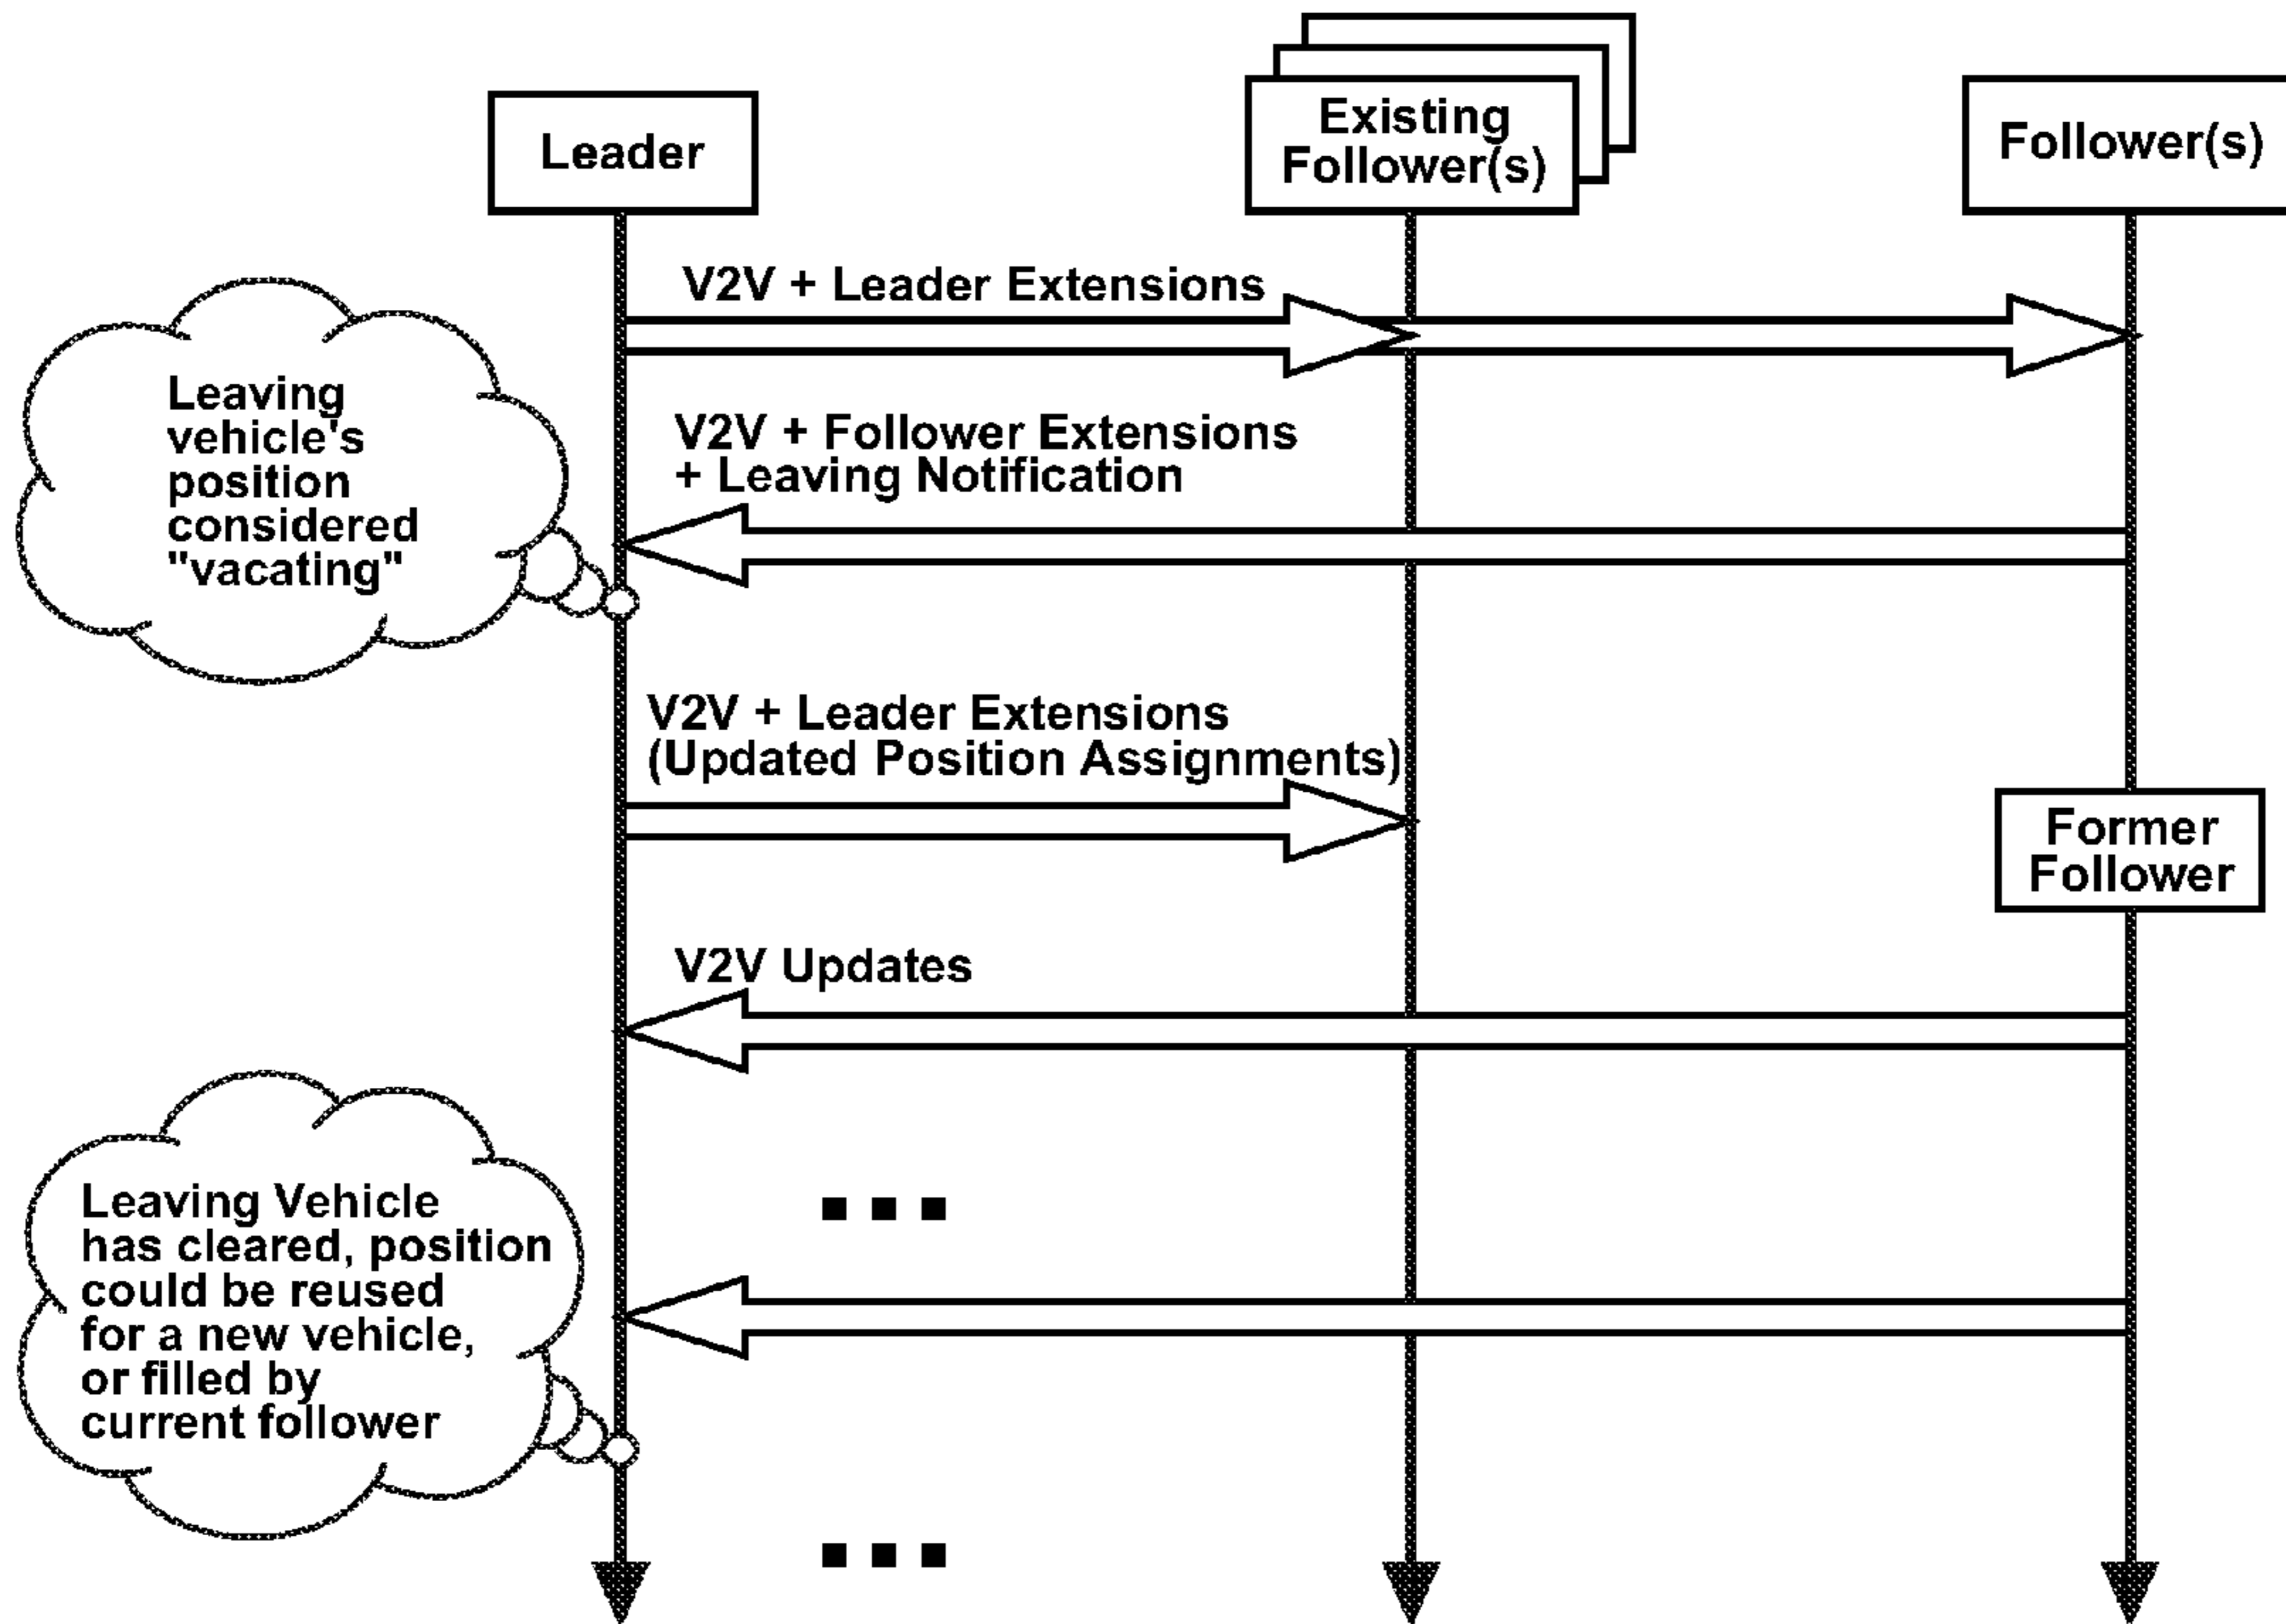 Leader
Existing
Follower(s)
Follower(s)
V2V + Leader Extensions
Leaving
vehicle's
position
considered
"vacating"
V2V + Follower Extensions
+ Leaving Notification
V2V + Leader Extensions
(Updated Position Assignments)
Former
Follower
V2V Updates
Leaving Vehicle
has cleared, position
could be reused
for a new vehicle,
or filled by
current follower